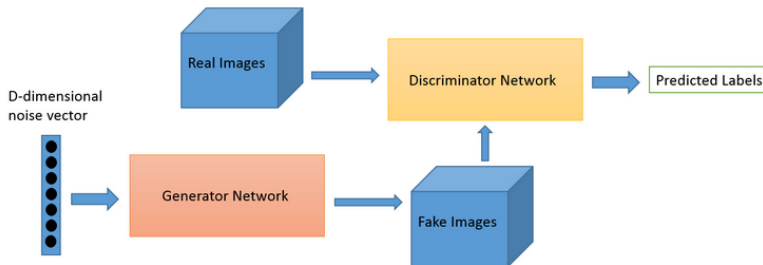 Real Images
Discriminator Network
Predicted Labels
D-dimensional
noise vector
Generator Network
Fake Images